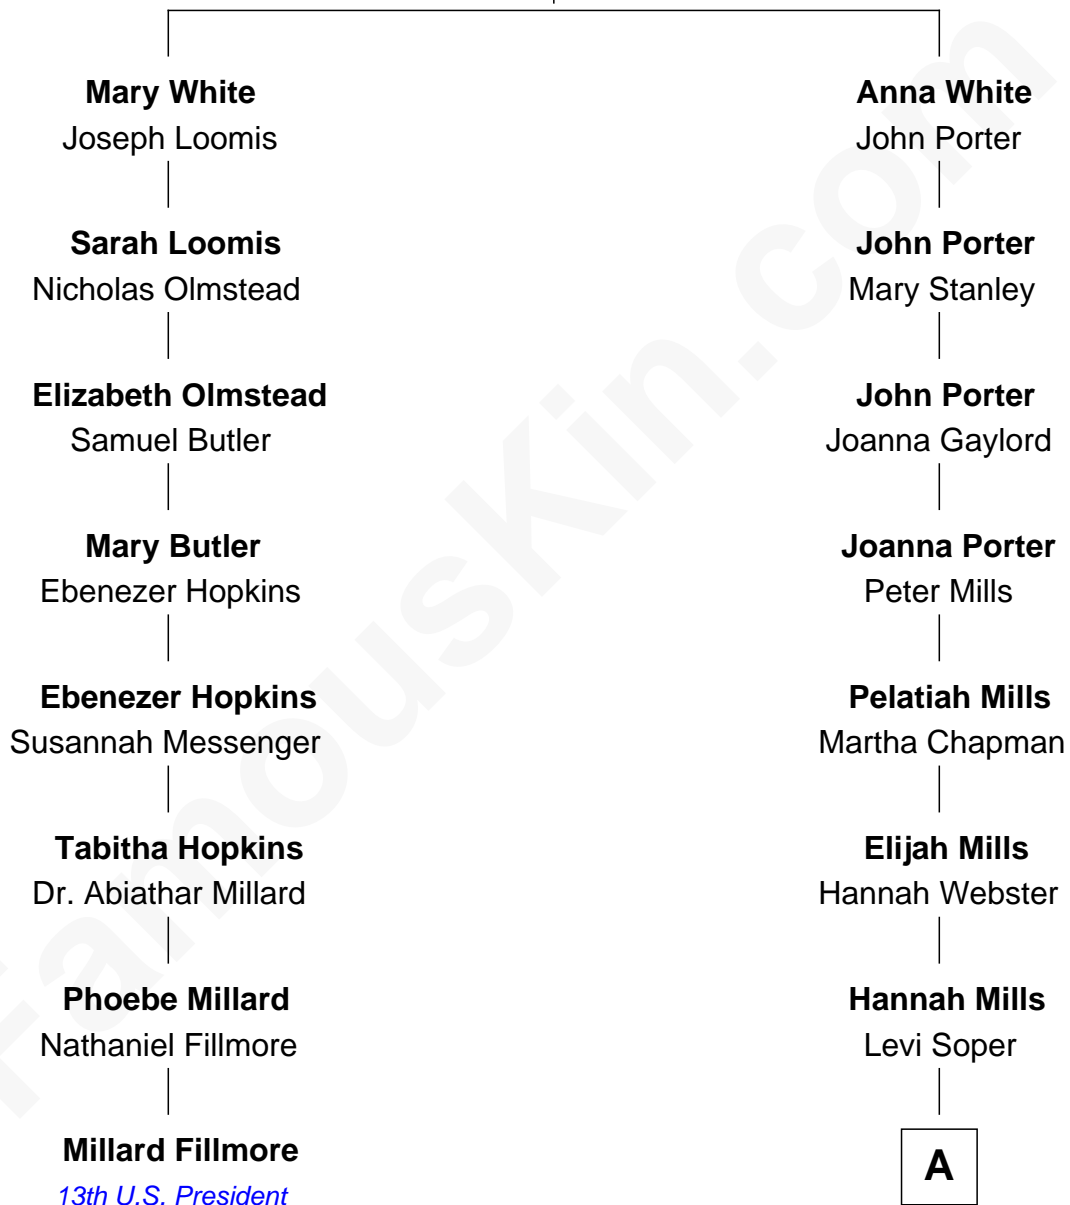 Mary White
Joseph Loomis
Sarah Loomis
Nicholas Olmstead
Elizabeth Olmstead
Samuel Butler
Mary Butler
Ebenezer Hopkins
Ebenezer Hopkins
Susannah Messenger
Tabitha Hopkins
Dr. Abiathar Millard
Phoebe Millard
Nathaniel Fillmore
Millard Fillmore
13th U.S. President
Anna White
John Porter
John Porter
Mary Stanley
John Porter
Joanna Gaylord
Joanna Porter
Peter Mills
Pelatiah Mills
Martha Chapman
Elijah Mills
Hannah Webster
Hannah Mills
Levi Soper
A
FamousKin.com